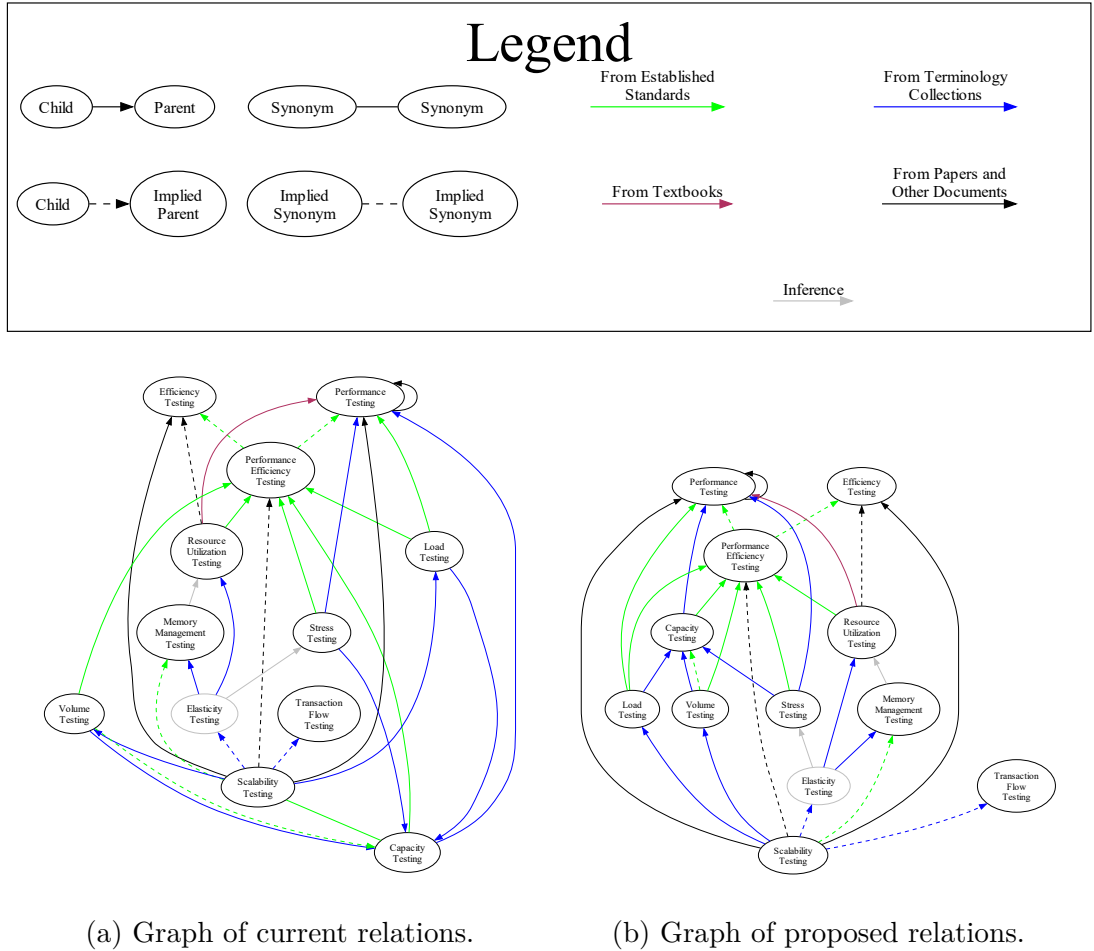 Legend
Child
Parent
Synonym
Synonym
From Established
Standards
From Terminology
Collections
Child
Implied
Parent
Implied
Synonym
Implied
Synonym
From Textbooks
From Papers and
Other Documents
Inference
Efficiency
Testing
Performance
Testing
Performance
Efficiency
Testing
Resource
Utilization
Testing
Load
Testing
Memory
Management
Testing
Stress
Testing
Volume
Testing
Elasticity
Testing
Transaction
Flow
Testing
Scalability
Testing
Capacity
Testing
(a) Graph of current relations.
Performance
Testing
Efficiency
Testing
Performance
Efficiency
Testing
Capacity
Testing
Resource
Utilization
Testing
Load
Testing
Volume
Testing
Stress
Testing
Memory
Management
Testing
Elasticity
Testing
Transaction
Flow
Testing
Scalability
Testing
(b) Graph of proposed relations.